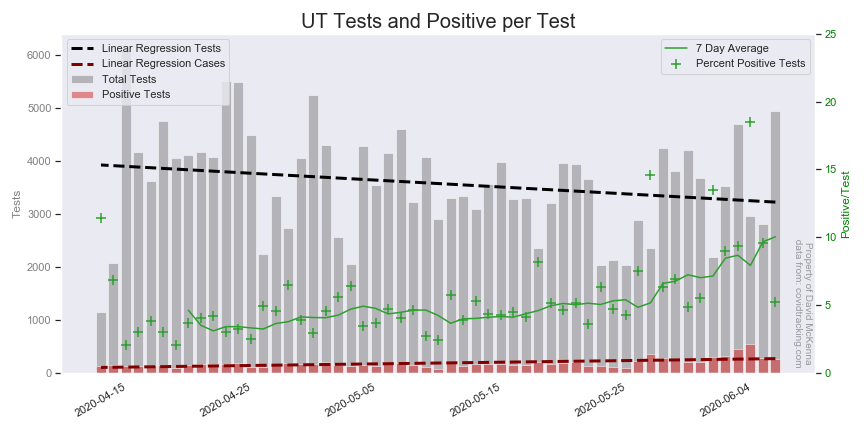 UT Tests and Positive per Test
Linear Regression Tests
Linear Regression Cases
Total Tests
Positive Tests
7 Day Average
Percent Positive Tests
Tests
6000
5000
4000
3000
2000
1000
0
25
20
15
10
5
0
Positive/Test
Property of David McKenna
data from: covidtracking.com
2020-04-15
2020-04-25
2020-05-05
2020-05-15
2020-05-25
2020-06-04